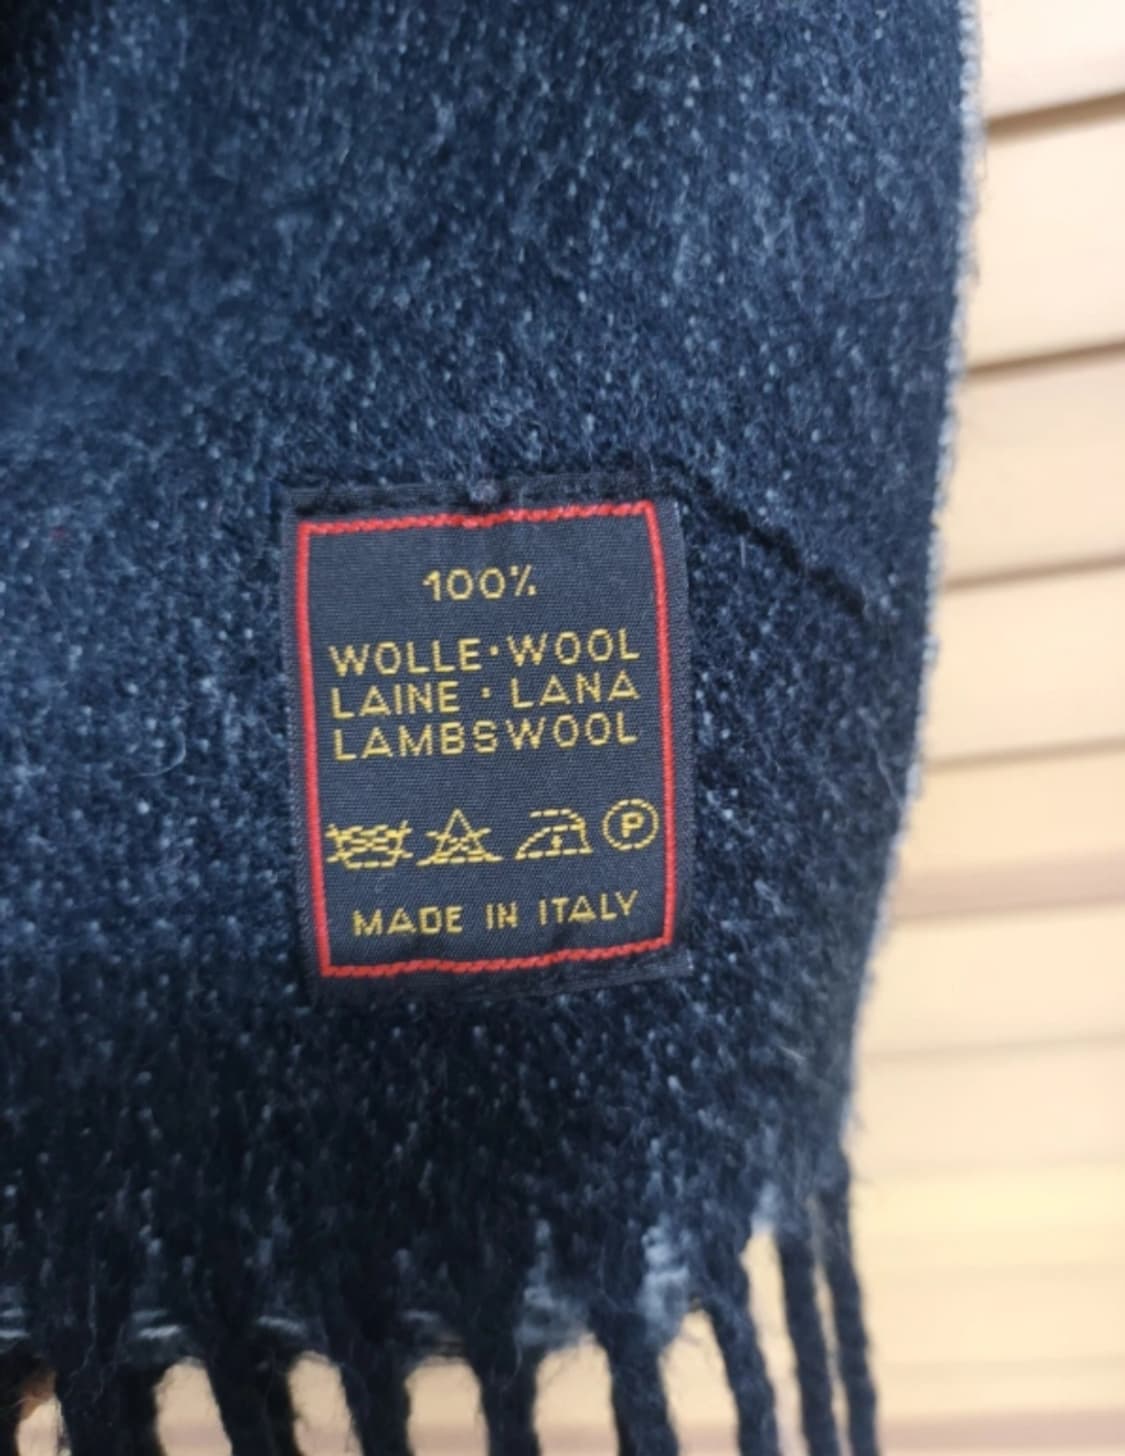 100%
WOLLE·WOOL
LAINE · LANA
LAMBSWOOL
P
MADE IN ITALY